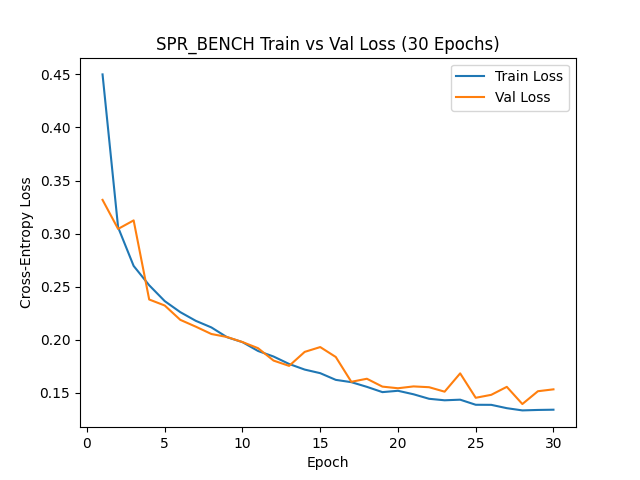 SPR_BENCH Train vs Val Loss (30 Epochs)
Train Loss
Val Loss
0.45
0.40
0.35
0.30
0.25
0.20
0.15
Cross-Entropy Loss
0 5 10 15 20 25 30
Epoch